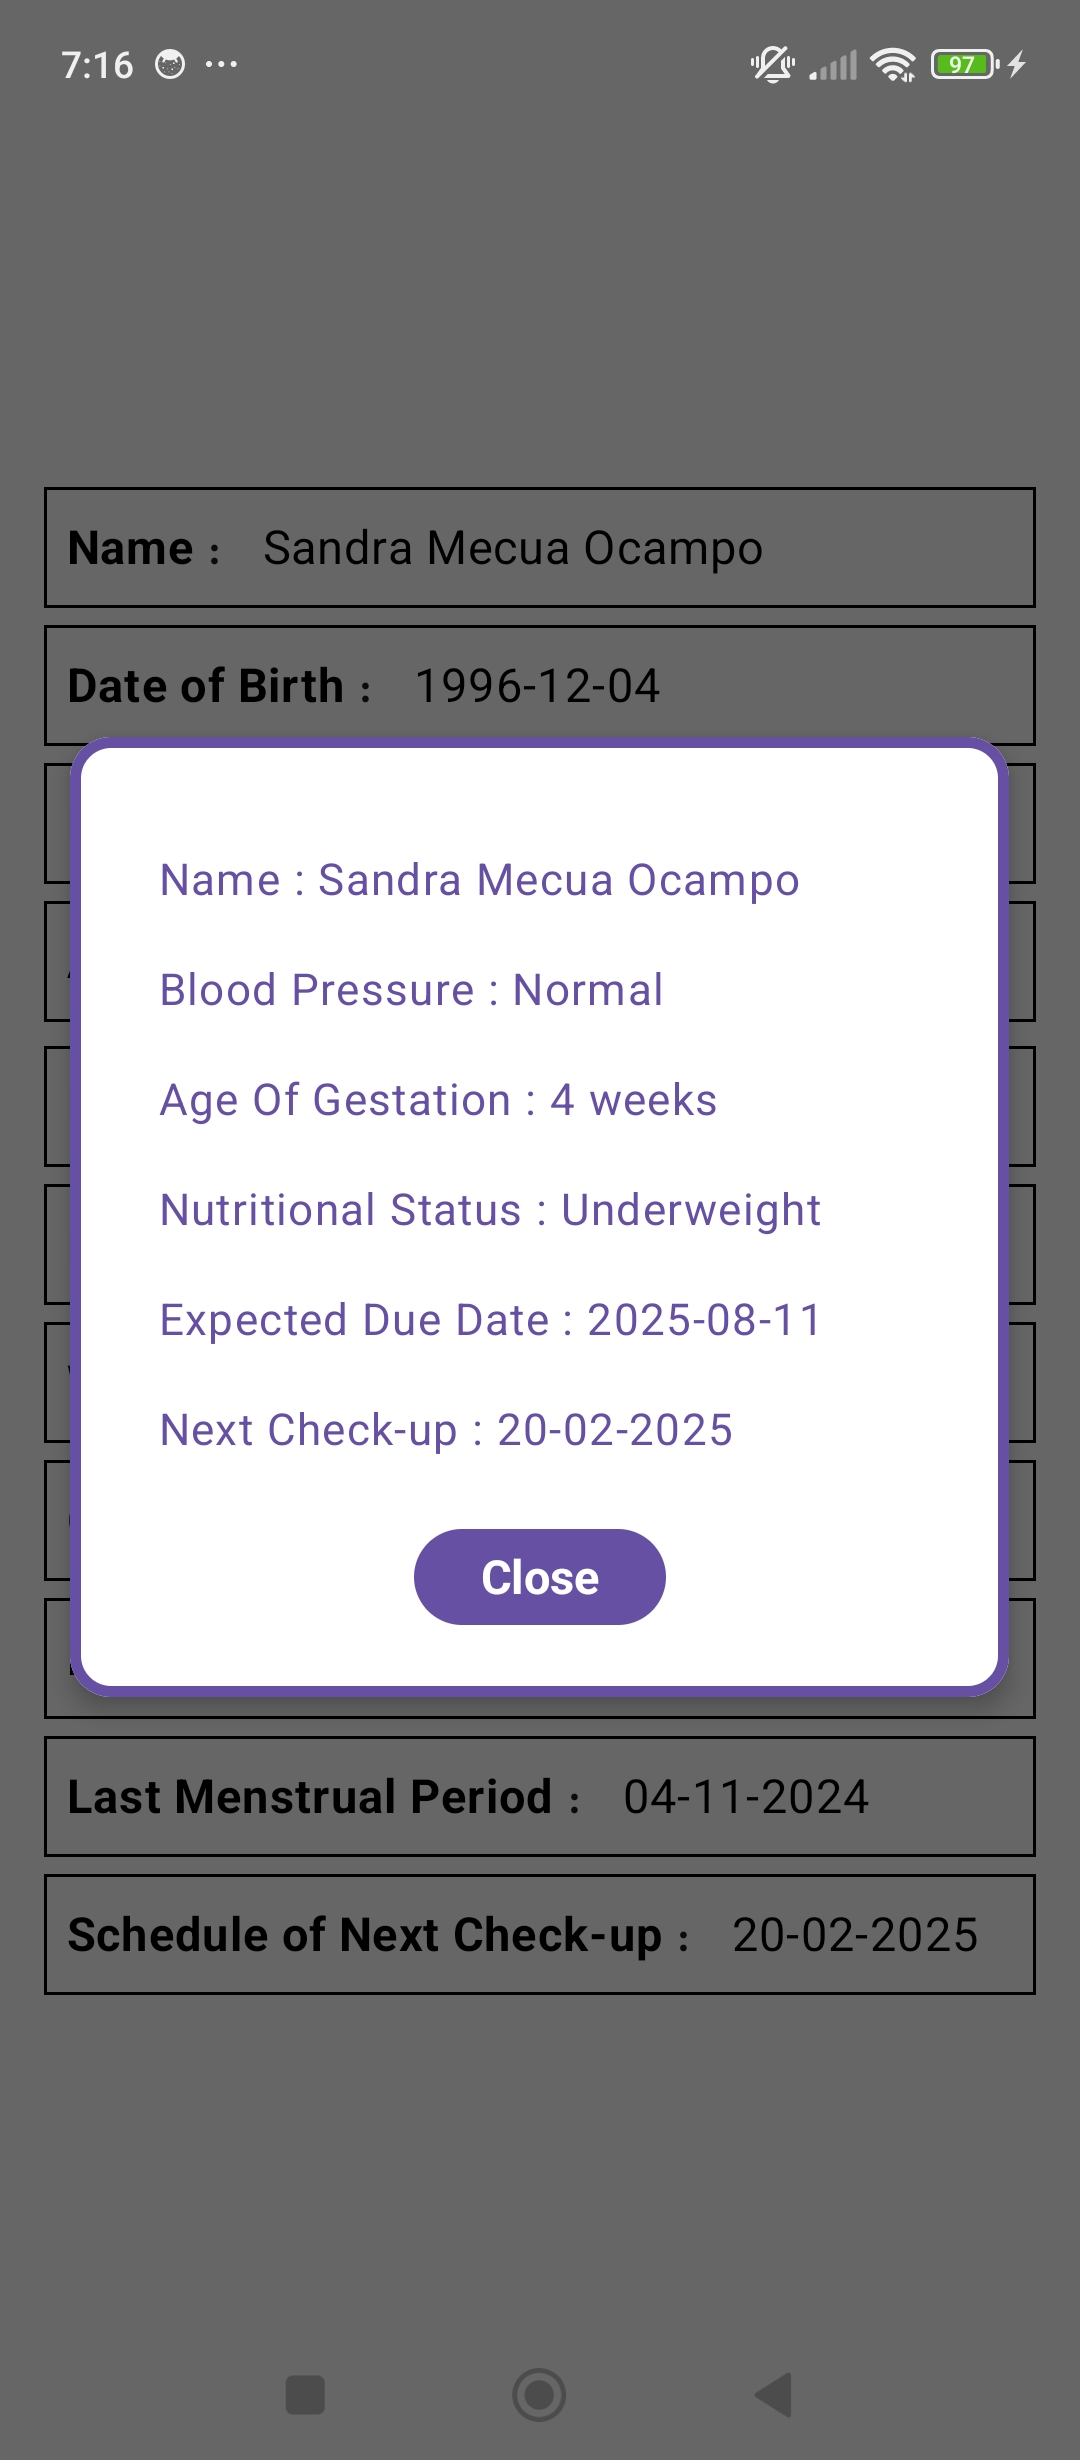 7:16
97
Name : Sandra Mecua Ocampo
Date of Birth : 1996-12-04
Name : Sandra Mecua Ocampo
Blood Pressure : Normal
Age Of Gestation : 4 weeks
Nutritional Status : Underweight
Expected Due Date : 2025-08-11
Next Check-up : 20-02-2025
Close
Last Menstrual Period : 04-11-2024
Schedule of Next Check-up : 20-02-2025